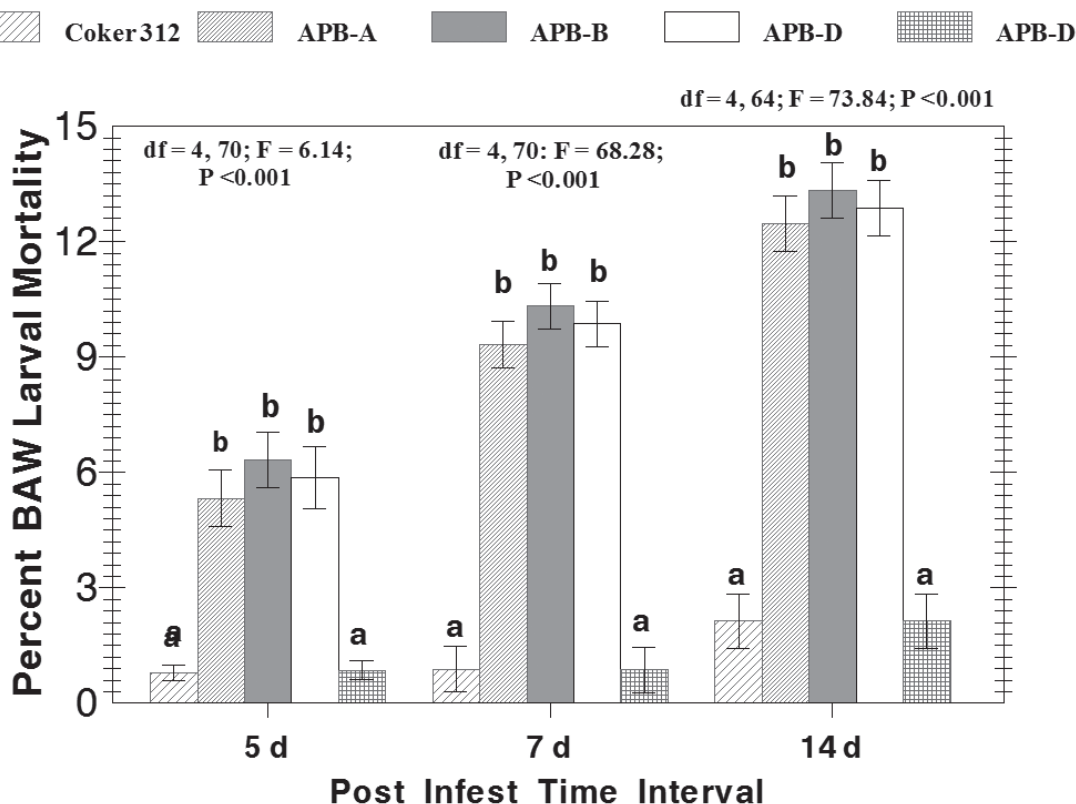 Coker 312 APB-A APB-B APB-D APB-D
df = 4, 64; F = 73.84; P <0.001
df = 4, 70; F = 6.14;
P <0.001
df = 4, 70: F = 68.28;
P <0.001
Percent BAW Larval Mortality
15
12
9
6
3
0
a a b b b a
a b b b a
a b b b a
5 d 7 d 14 d
Post Infest Time Interval